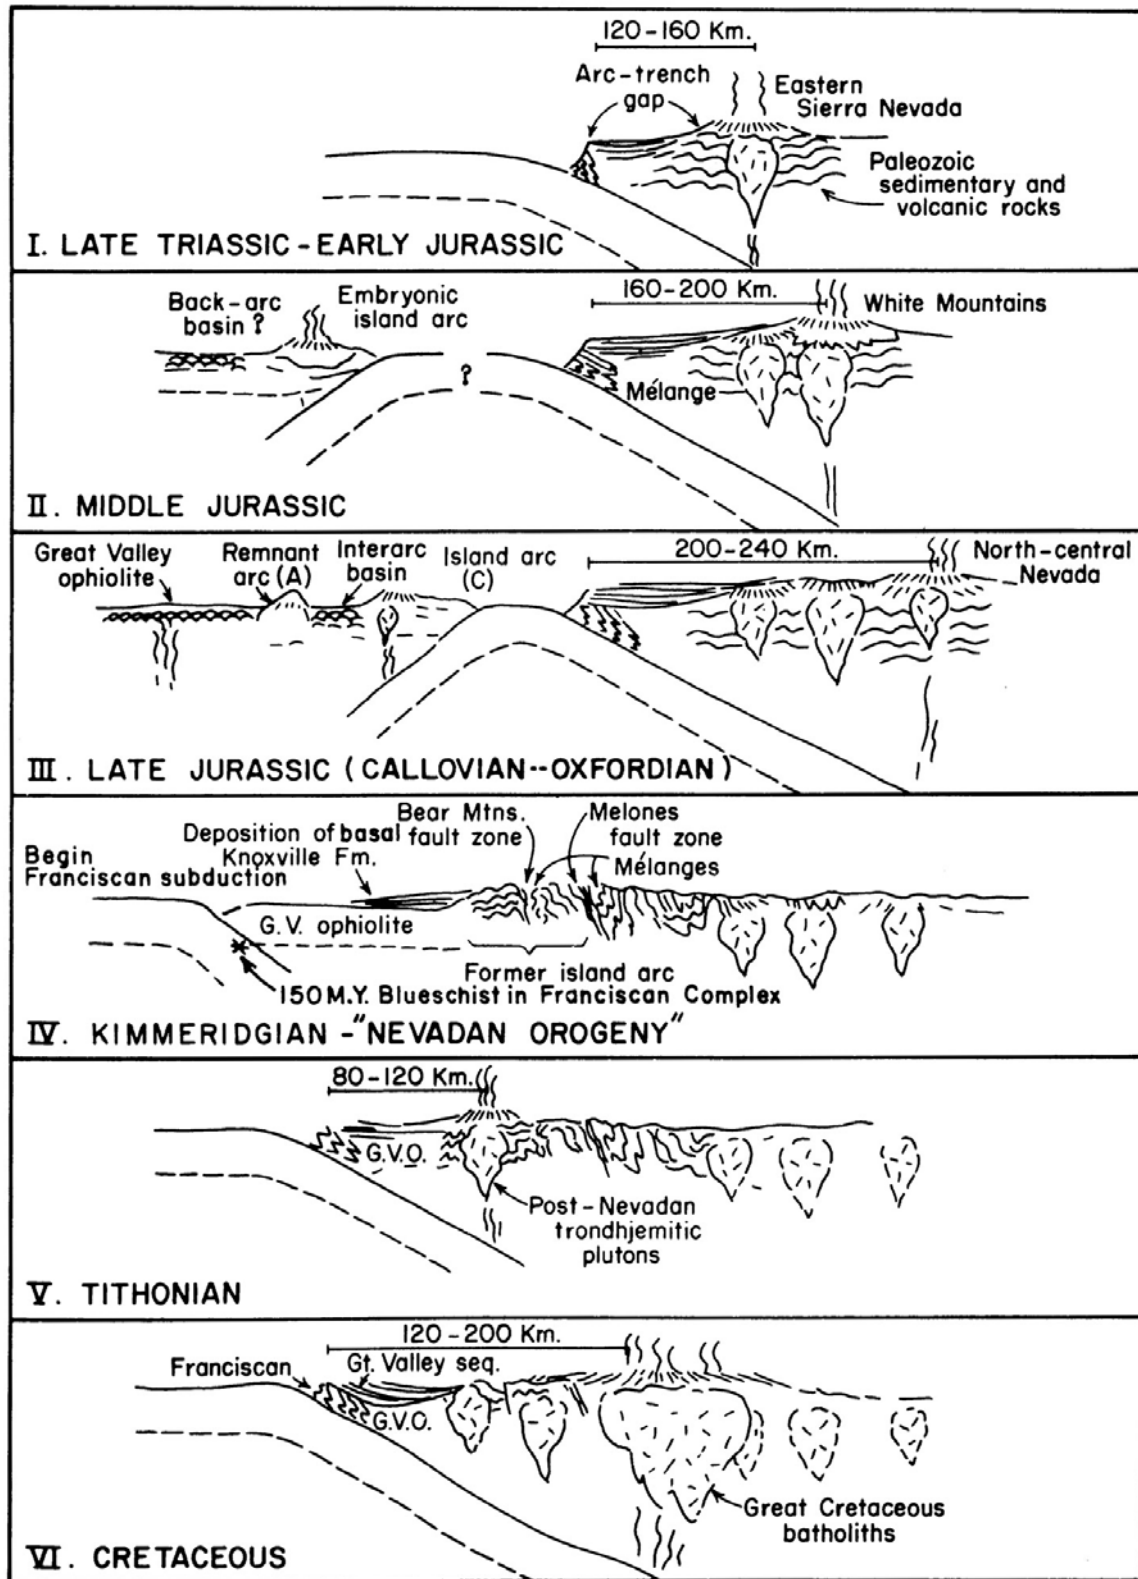 120-160 Km.
Arc-trench
gap
Eastern
Sierra Nevada
Paleozoic
sedimentary and
volcanic rocks
I. LATE TRIASSIC-EARLY JURASSIC
Back-arc
basin ?
Embryonic
island arc
160-200 Km.
White Mountains
?
Mélange
II. MIDDLE JURASSIC
Great Valley
ophiolite
Remnant
arc (A)
Interarc
basin
Island arc
(C)
200-240 Km.
North-central
Nevada
III. LATE JURASSIC (CALLOVIAN--OXFORDIAN)
Begin
Franciscan subduction
Deposition of basal
Knoxville Fm.
Bear Mtns.
fault zone
Melones
fault zone
Mélanges
G.V. ophiolite
Former island arc
150 M.Y. Blueschist in Franciscan Complex
IV. KIMMERIDGIAN -"NEVADAN OROGENY"
80-120 Km.
G.V.O.
Post-Nevadan
trondhjemitic
plutons
V. TITHONIAN
120-200 Km.
Franciscan
Gt. Valley seq.
G.V.O.
Great Cretaceous
batholiths
VI. CRETACEOUS